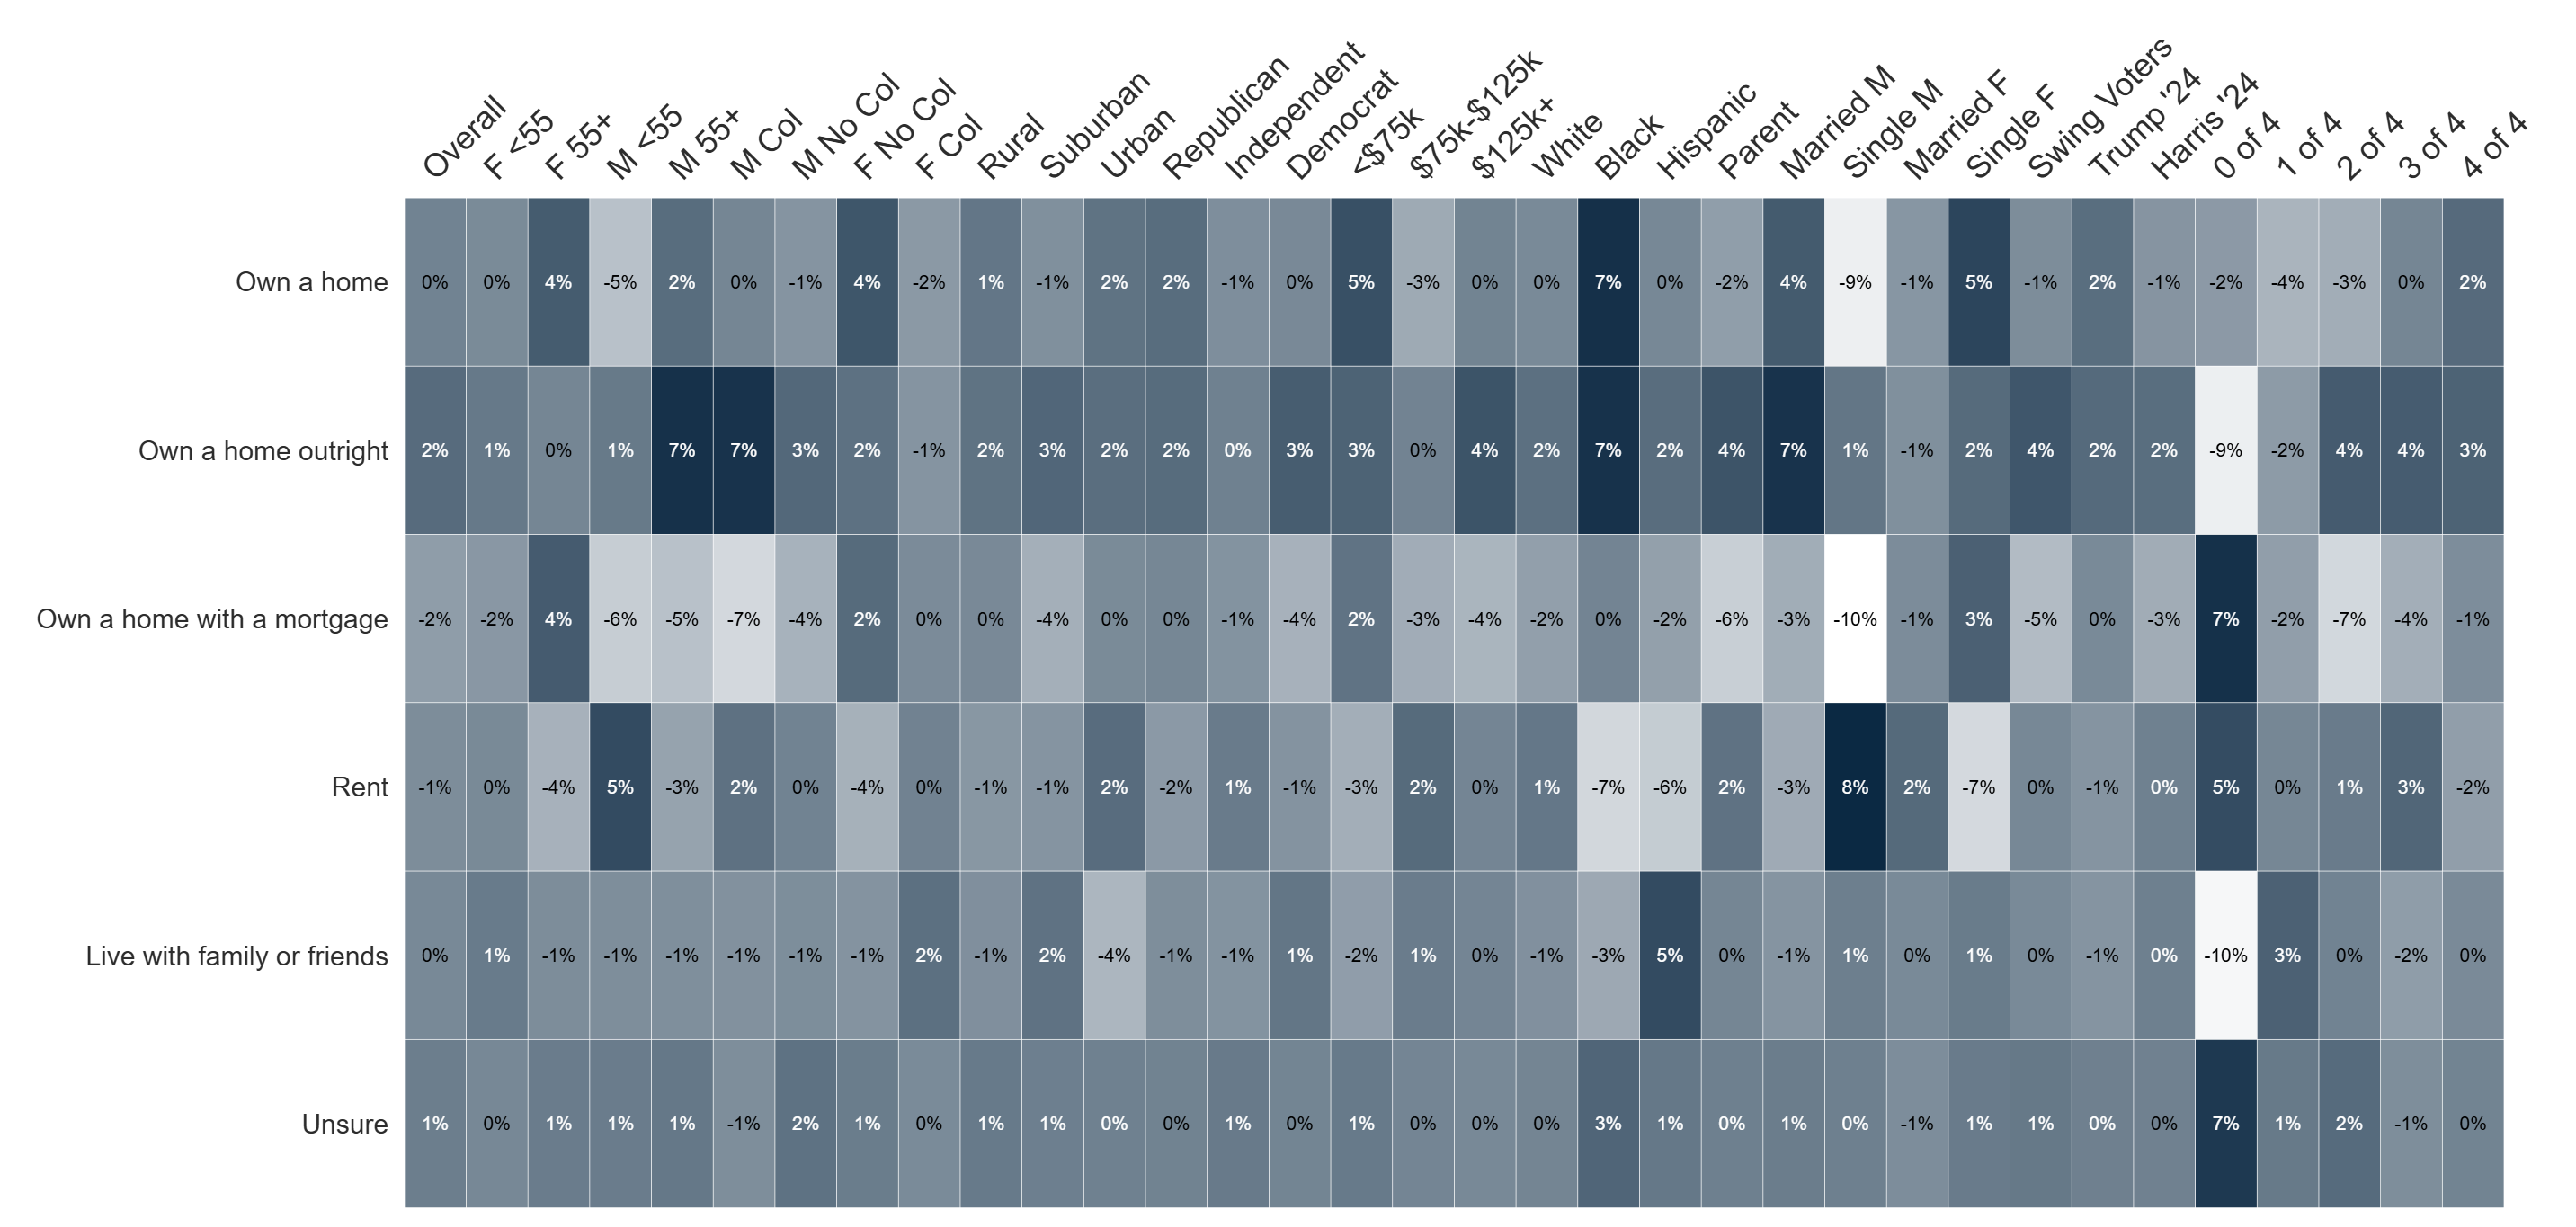 Overall F <55 F 55+ M <55 M 55+ M Col M No Col F No Col F Col Rural Suburban Urban Republican Independent Democrat <$75k $75k-$125k $125k+ White Black Hispanic Parent Married M Single M Married F Single F Swing Voters Trump '24 Harris '24 0 of 4 1 of 4 2 of 4 3 of 4 4 of 4
Own a home 0% 0% 4% -5% 2% 0% -1% 4% -2% 1% -1% 2% 2% -1% 0% 5% -3% 0% 0% 7% 0% -2% 4% -9% -1% 5% -1% 2% -1% -2% -4% -3% 0% 2%
Own a home outright 2% 1% 0% 1% 7% 7% 3% 2% -1% 2% 3% 2% 2% 0% 3% 3% 0% 4% 2% 7% 2% 4% 7% 1% -1% 2% 4% 2% 2% -9% -2% 4% 4% 3%
Own a home with a mortgage -2% -2% 4% -6% -5% -7% -4% 2% 0% 0% -4% 0% 0% -1% -4% 2% -3% -4% -2% 0% -2% -6% -3% -10% -1% 3% -5% 0% -3% 7% -2% -7% -4% -1%
Rent -1% 0% -4% 5% -3% 2% 0% -4% 0% -1% -1% 2% -2% 1% -1% -3% 2% 0% 1% -7% -6% 2% -3% 8% 2% -7% 0% -1% 0% 5% 0% 1% 3% -2%
Live with family or friends 0% 1% -1% -1% -1% -1% -1% -1% 2% -1% 2% -4% -1% -1% 1% -2% 1% 0% -1% -3% 5% 0% -1% 1% 0% 1% 0% -1% 0% -10% 3% 0% -2% 0%
Unsure 1% 0% 1% 1% 1% -1% 2% 1% 0% 1% 1% 0% 0% 1% 0% 1% 0% 0% 0% 3% 1% 0% 1% 0% -1% 1% 1% 0% 0% 7% 1% 2% -1% 0%